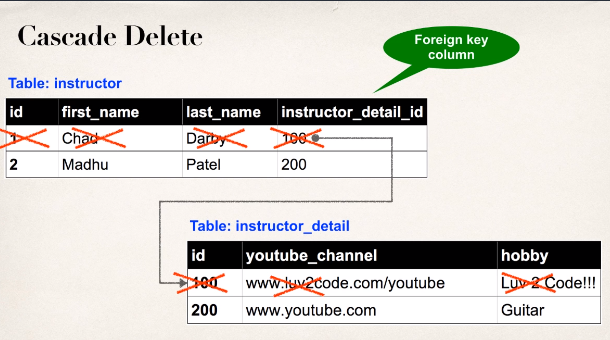 Cascade Delete
Foreign key
column
Table: instructor
id first_name last_name instructor_detail_id
1 Chad Darby 100
2 Madhu Patel 200
Table: instructor_detail
id youtube_channel hobby
100 www.luv2code.com/youtube Luv 2 Code!!!
200 www.youtube.com Guitar